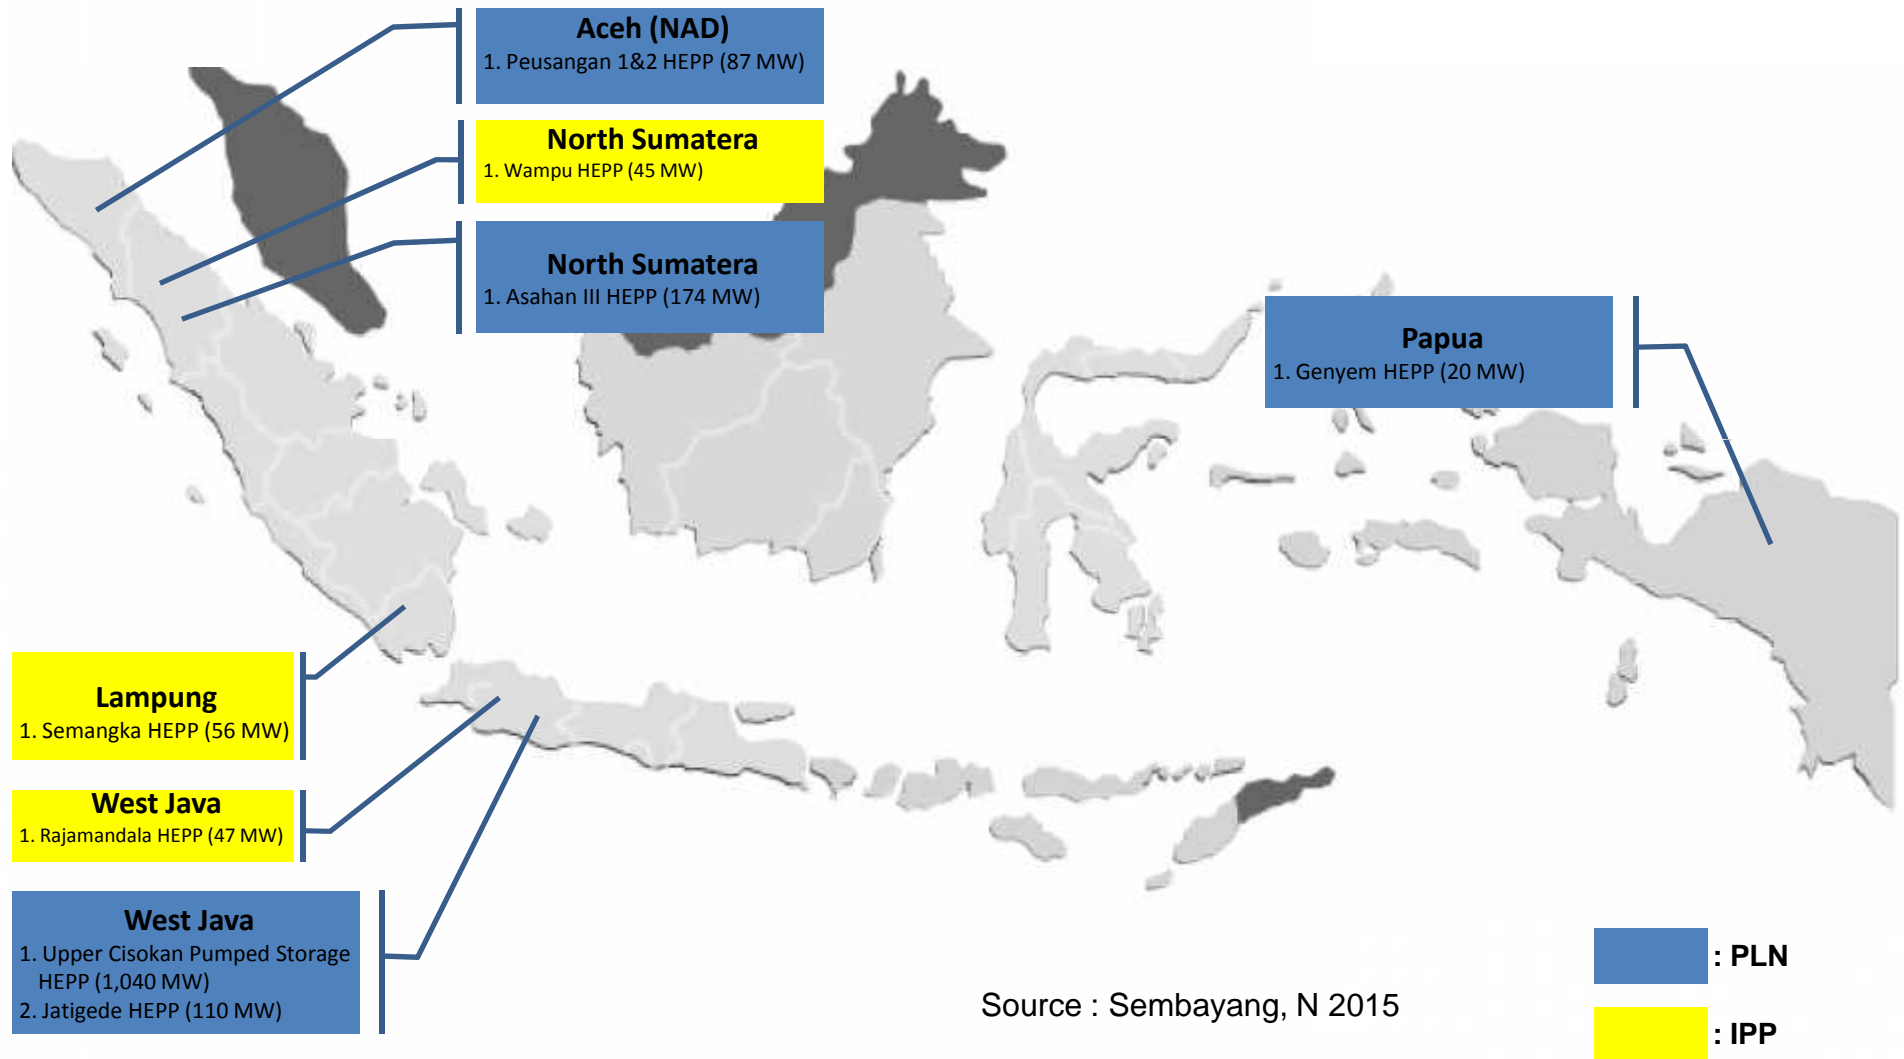 Aceh (NAD)
1. Peusangan 1&2 HEPP (87 MW)
North Sumatera
1. Wampu HEPP (45 MW)
North Sumatera
1. Asahan III HEPP (174 MW)
Papua
1. Genyem HEPP (20 MW)
Lampung
1. Semangka HEPP (56 MW)
West Java
1. Rajamandala HEPP (47 MW)
West Java
1. Upper Cisokan Pumped Storage
HEPP (1,040 MW)
2. Jatigede HEPP (110 MW)
Source : Sembayang, N 2015
: PLN
: IPP